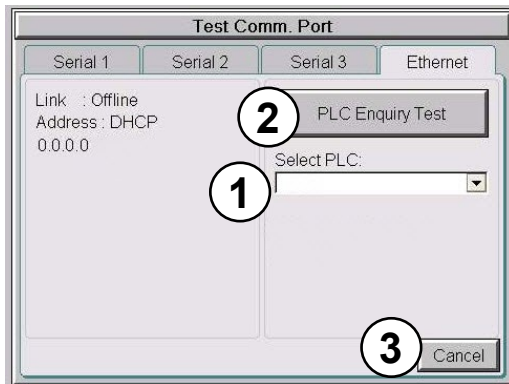 Test Comm. Port
Serial 1 Serial 2 Serial 3 Ethernet
Link : Offline
Address : DHCP
0.0.0.0
2 PLC Enquiry Test
Select PLC:
1
3 Cancel